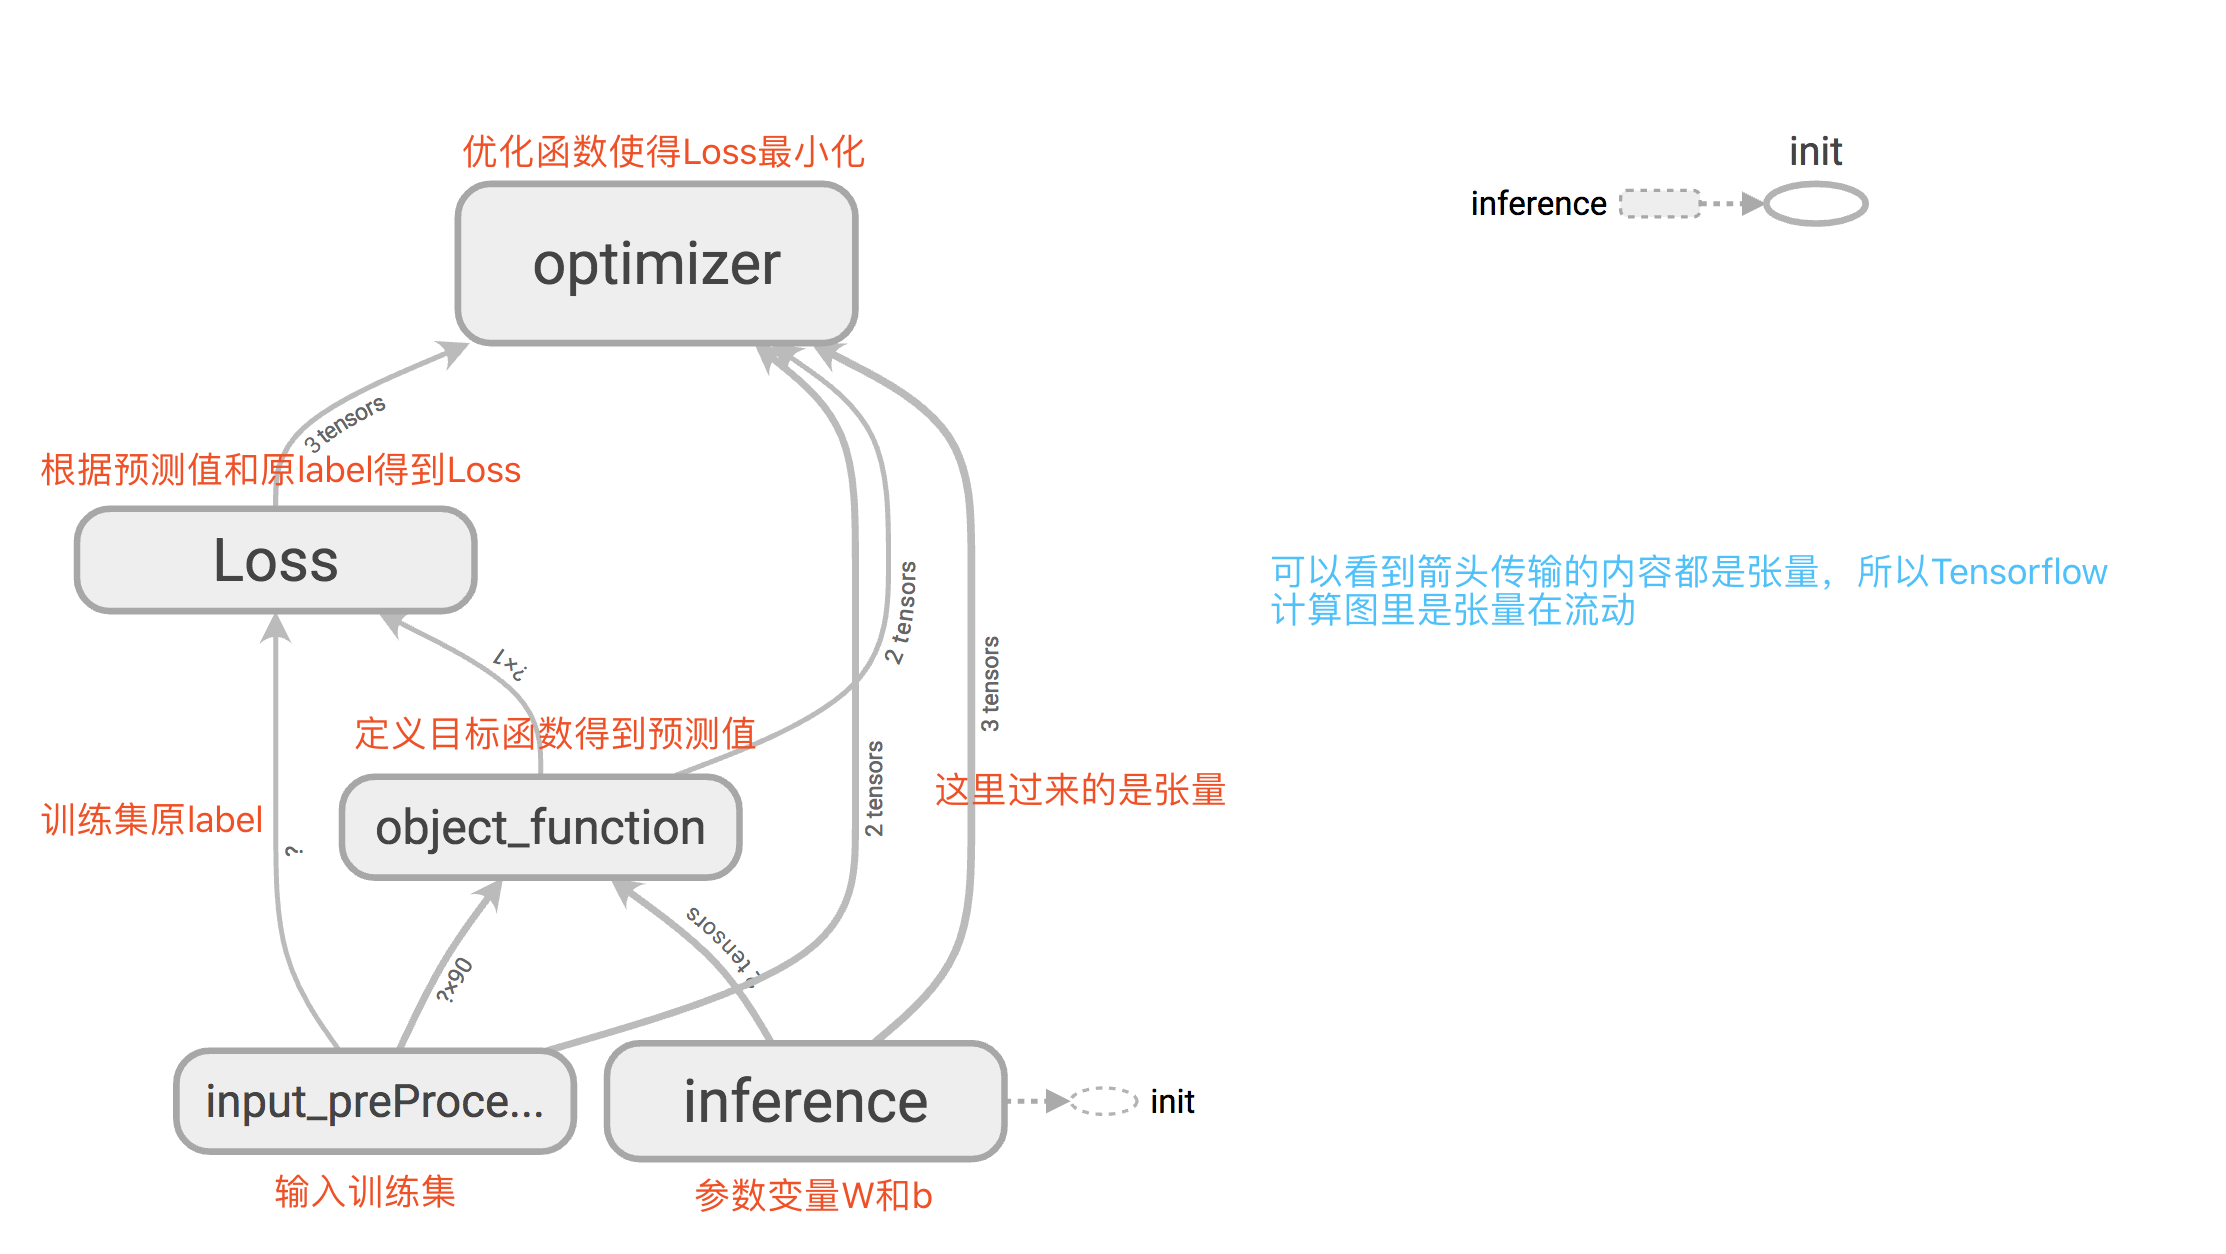 优化函数使得Loss最小化
optimizer
init
inference
3 tensors
根据预测值和原label得到Loss
Loss
可以看到箭头传输的内容都是张量，所以Tensorflow
计算图里是张量在流动
?×1
2 tensors
3 tensors
定义目标函数得到预测值
object_function
2 tensors
这里过来的是张量
训练集原label
?
?×90
tensors
input_preProce...
inference
init
输入训练集
参数变量W和b